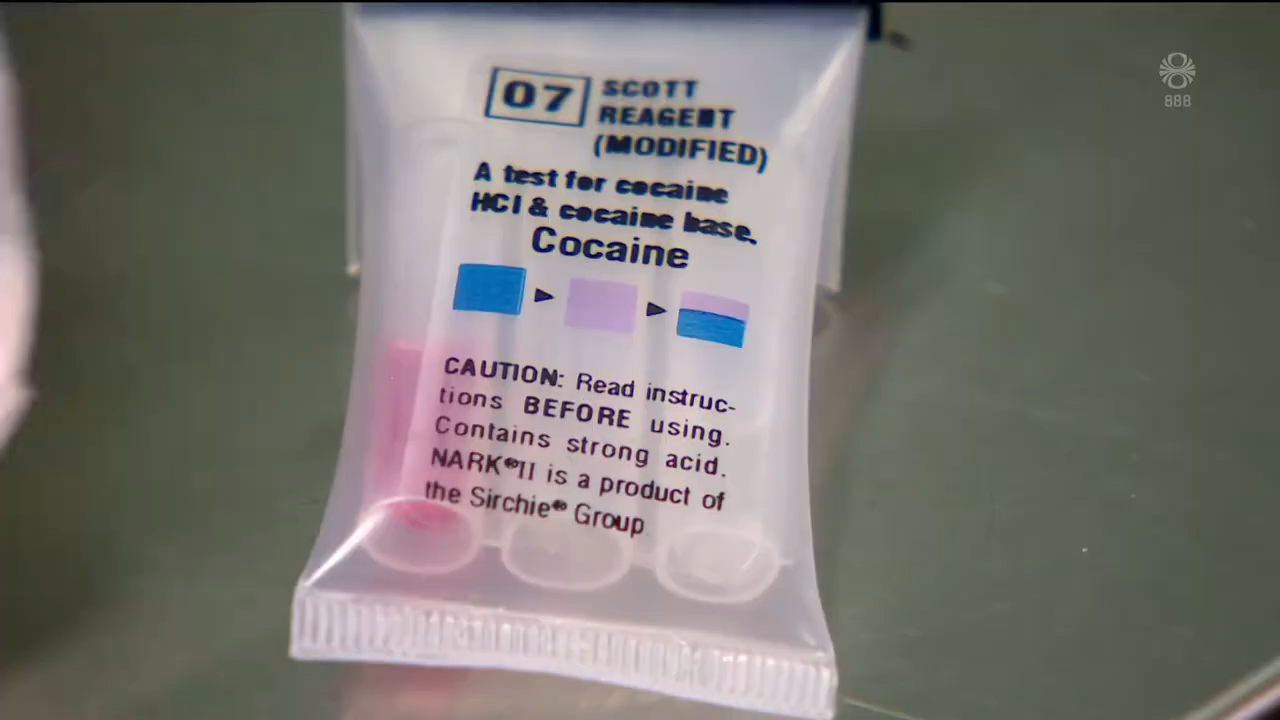 07
SCOTT
REAGENT
(MODIFIED)
A test for cocaine
HCl & cocaine base.
Cocaine
CAUTION: Read instruc-
tions BEFORE using.
Contains strong acid.
NARK®II is a product of
the Sirchie® Group
888